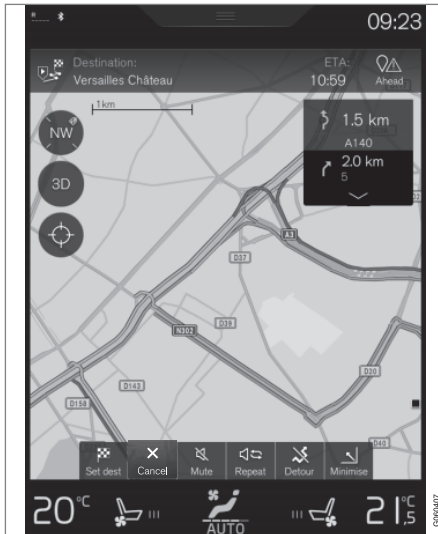 R
09:23
Destination:
Versailles Château
ETA:
10:59
Ahead
1km
NW
3D
1.5 km
A140
2.0 km
5
A3
D37
N302
D39
D20
D143
D158
D40
Set dest
Cancel
Mute
Repeat
Detour
Minimise
20°C
AUTO
21°C,5
G060407